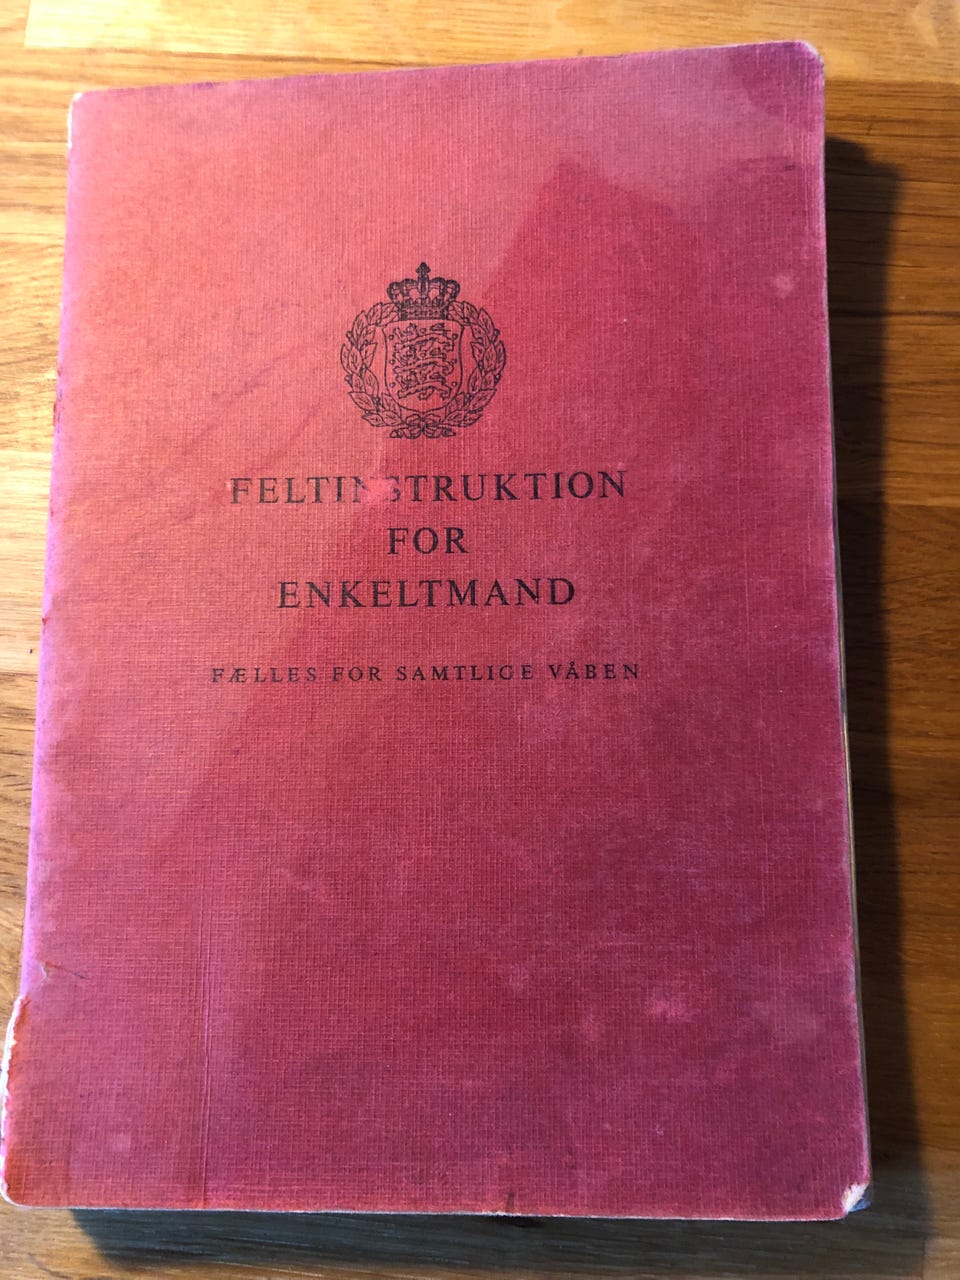 FELTINSTRUKTION
FOR
ENKELTMAND
FÆLLES FOR SAMTLIGE VÅBEN